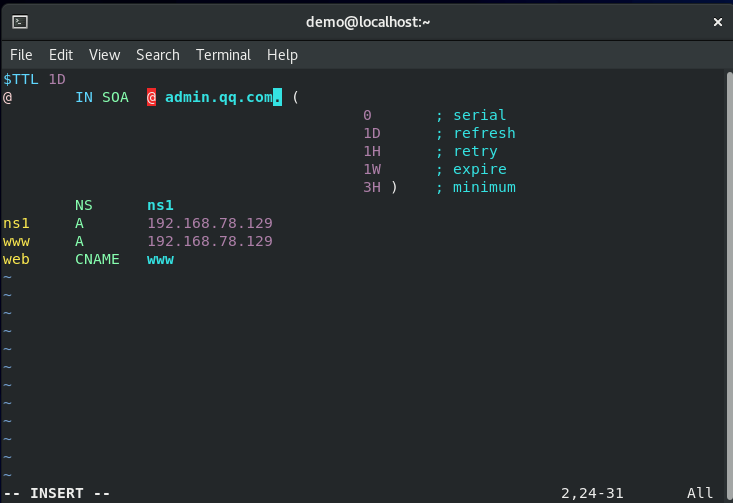 demo@localhost:~
File Edit View Search Terminal Help
$TTL 1D
@ IN SOA @ admin.qq.com. (
0 ; serial
1D ; refresh
1H ; retry
1W ; expire
3H ) ; minimum
NS ns1
ns1 A 192.168.78.129
www A 192.168.78.129
web CNAME www
~
~
~
~
~
~
~
~
~
~
~
~
-- INSERT -- 2,24-31 All